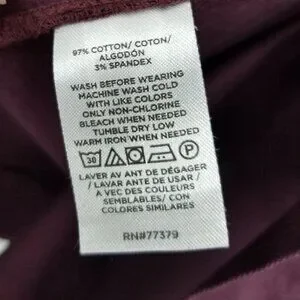 97% COTTON/ COTON/
ALGODÓN
3% SPANDEX
WASH BEFORE WEARING
MACHINE WASH COLD
WITH LIKE COLORS
ONLY NON-CHLORINE
BLEACH WHEN NEEDED
TUMBLE DRY LOW
WARM IRON WHEN NEEDED
30 P
LAVER AV ANT DE DÉGAGER
/ LAVAR ANTE DE USAR /
A VEC DES COULEURS
SEMBLABLES/ CON
COLORES SIMILARES
RN#77379